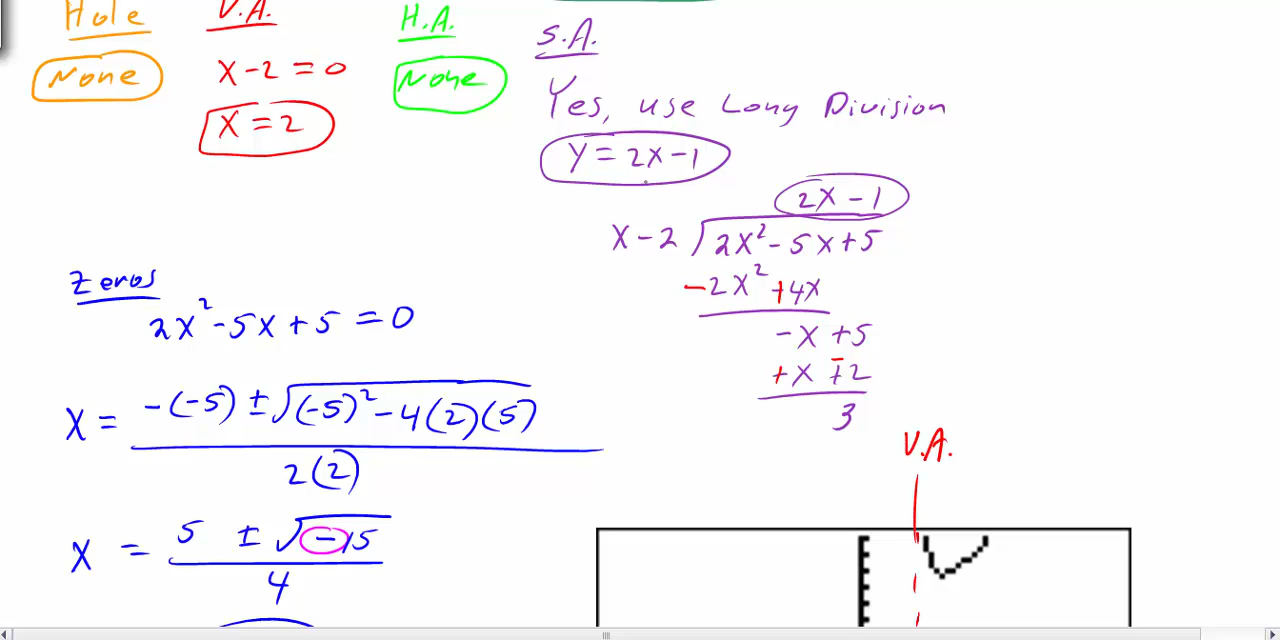 Hole V.A. H.A. S.A.
None X-2=0 None
X=2
Yes, use Long Division
y=2x-1
2x-1
x-2 √2x²-5x+5
-2x²+4x
-x+5
+x-2
3
Zeros
2x²-5x+5=0
x = (-(-5) ± √((-5)²-4(2)(5))) / 2(2)
x = (5 ± √-15) / 4
V.A.